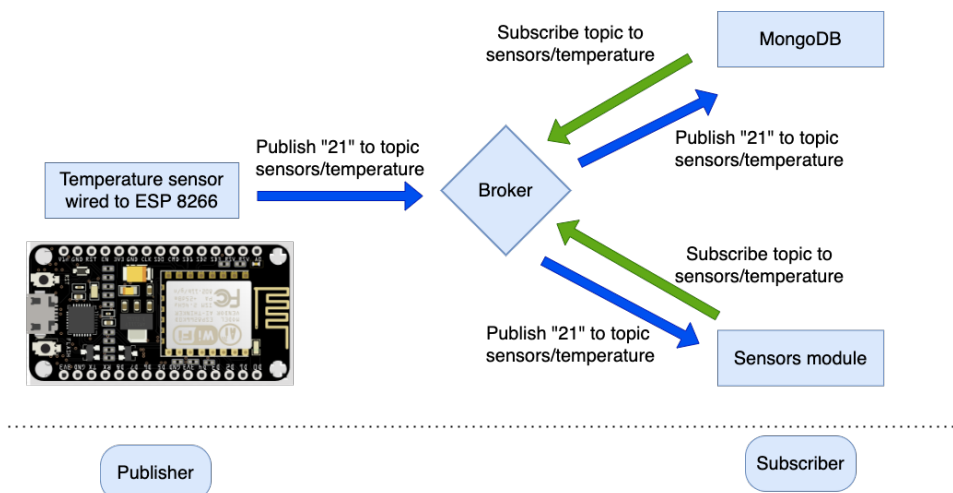 Subscribe topic to
sensors/temperature
MongoDB
Publish "21" to topic
sensors/temperature
Publish "21" to topic
sensors/temperature
Temperature sensor
wired to ESP 8266
Broker
Subscribe topic to
sensors/temperature
Publish "21" to topic
sensors/temperature
Sensors module
WiFi
Publisher
Subscriber